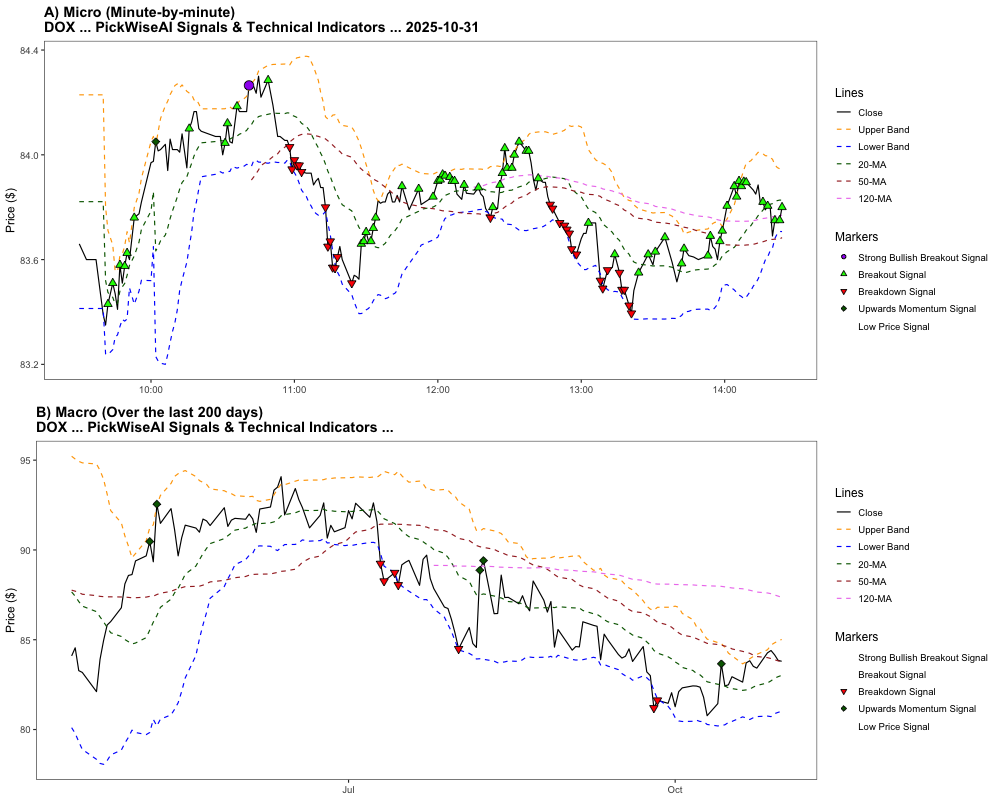 A) Micro (Minute-by-minute)
DOX ... PickWiseAI Signals & Technical Indicators ... 2025-10-31
84.4
84.0
83.6
83.2
Price ($)
10:00
11:00
12:00
13:00
14:00
Lines
Close
Upper Band
Lower Band
20-MA
50-MA
120-MA
Markers
Strong Bullish Breakout Signal
Breakout Signal
Breakdown Signal
Upwards Momentum Signal
Low Price Signal
B) Macro (Over the last 200 days)
DOX ... PickWiseAI Signals & Technical Indicators ...
95
90
85
80
Price ($)
Jul
Oct
Lines
Close
Upper Band
Lower Band
20-MA
50-MA
120-MA
Markers
Strong Bullish Breakout Signal
Breakout Signal
Breakdown Signal
Upwards Momentum Signal
Low Price Signal